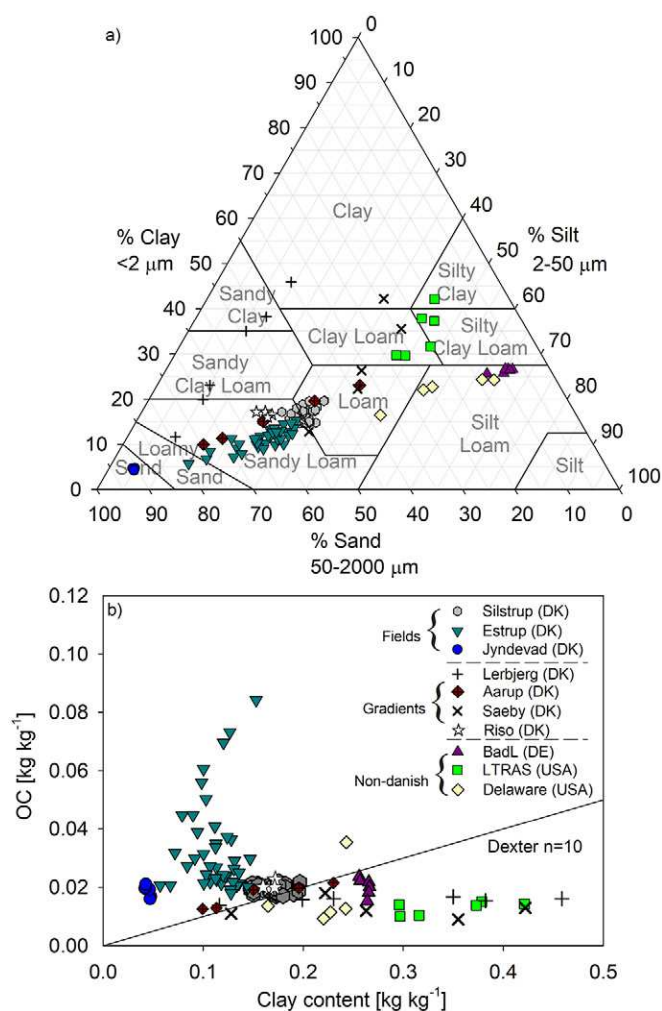 a)
0
100
10
90
20
80
30
70
40
60
Clay
50
% Clay
<2 µm
50
% Silt
2-50 µm
Silty
Clay
60
40
Sandy
Clay
Clay Loam
Silty
Clay Loam
70
30
Sandy
Clay Loam
80
20
Loam
Silt
Loam
90
10
Loamy
Sand
Sand
Sandy Loam
Silt
100
0
100 90 80 70 60 50 40 30 20 10 0
% Sand
50-2000 µm
b)
0.12
0.10
0.08
0.06
0.04
0.02
0.00
OC [kg kg⁻¹]
Fields
Silstrup (DK)
Estrup (DK)
Jyndevad (DK)
Gradients
Lerbjerg (DK)
Aarup (DK)
Saeby (DK)
Riso (DK)
Non-danish
BadL (DE)
LTRAS (USA)
Delaware (USA)
Dexter n=10
0.0 0.1 0.2 0.3 0.4 0.5
Clay content [kg kg⁻¹]